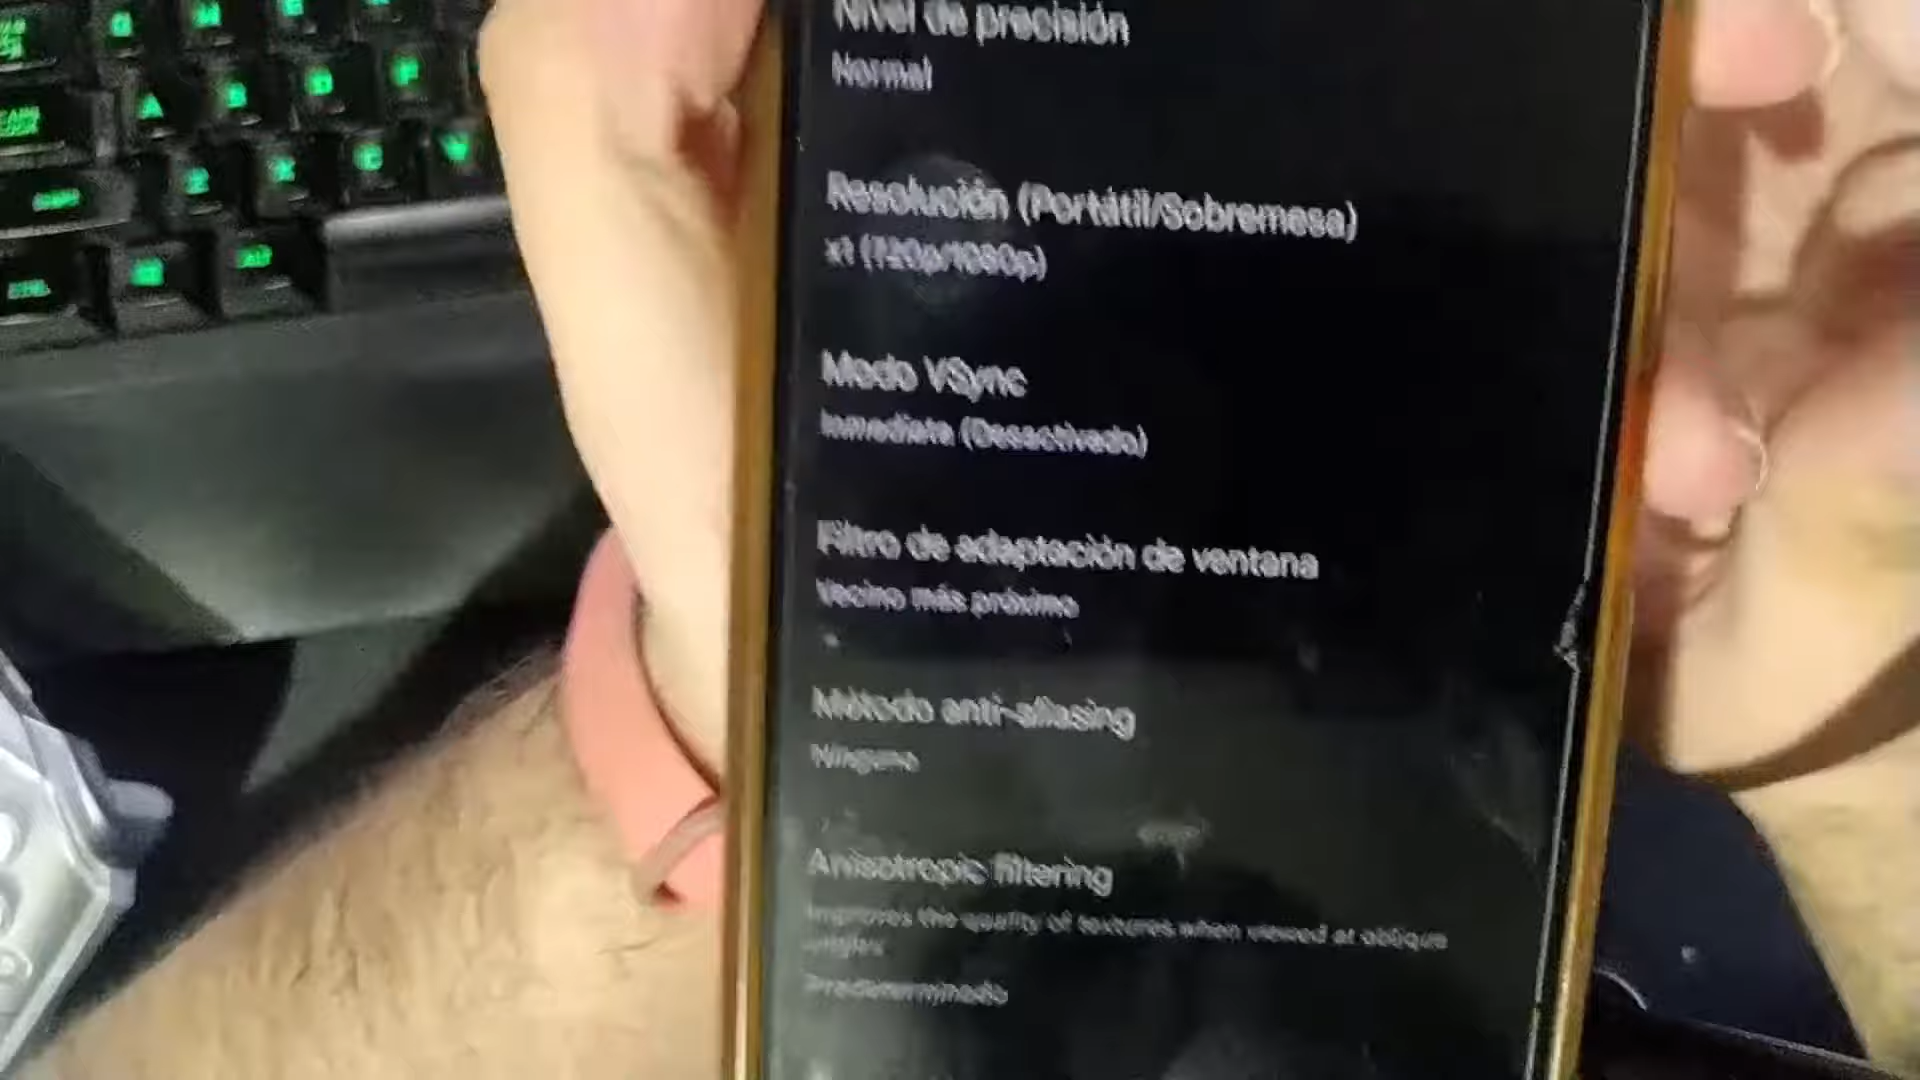 Nivel de precisión
Normal
Resolución (Portátil/Sobremesa)
x1 (720p/1080p)
Modo VSync
Inmediate (Desactivado)
Filtro de adaptación de ventana
Vecino más próximo
Método anti-aliasing
Ninguno
Anisotropic filtering
Improves the quality of textures when viewed at oblique
angles
Predeterminado
A
S
D
F
Z
X
C
V